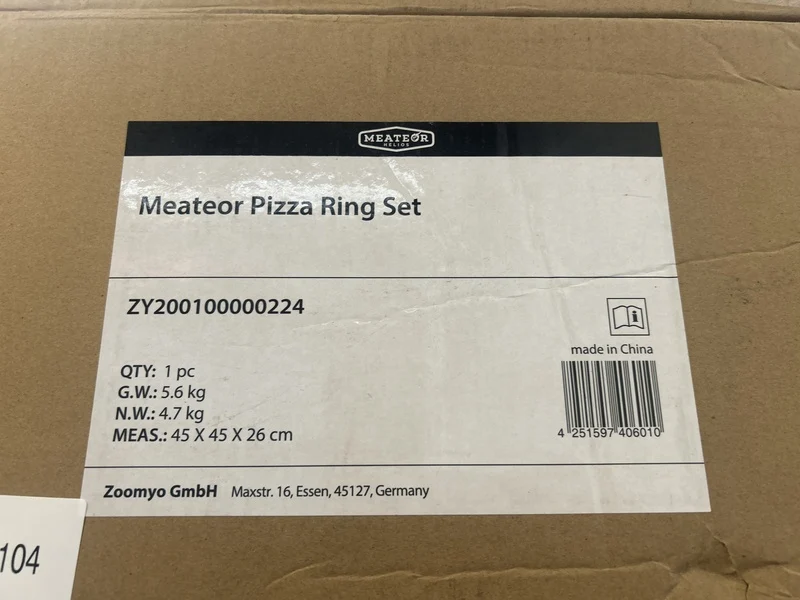 MEATEOR
HELIOS
Meateor Pizza Ring Set
ZY200100000224
made in China
QTY: 1 pc
G.W.: 5.6 kg
N.W.: 4.7 kg
MEAS.: 45 X 45 X 26 cm
4 251597 406010
Zoomyo GmbH Maxstr. 16, Essen, 45127, Germany
104